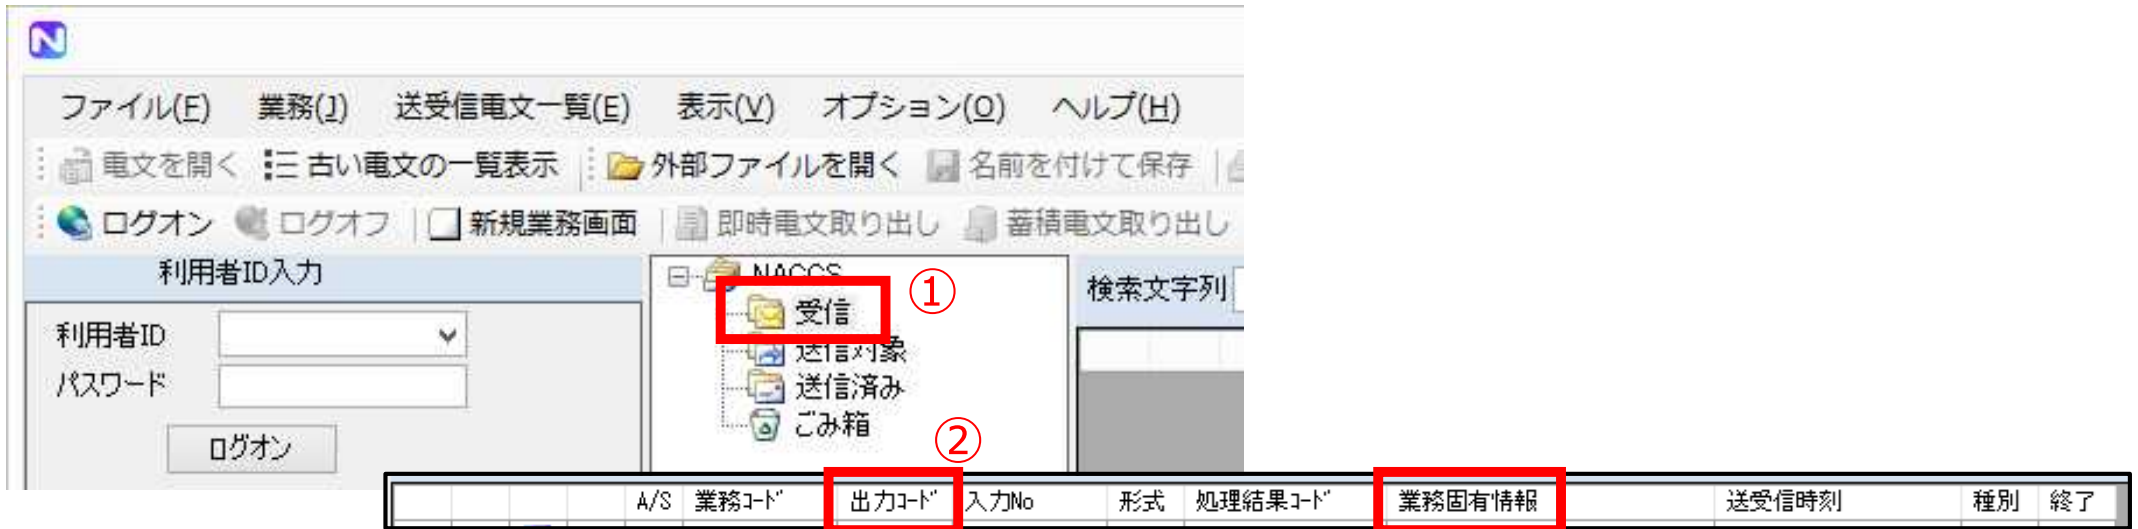 ファイル(F) 業務(J) 送受信電文一覧(E) 表示(V) オプション(O) ヘルプ(H)
電文を開く 古い電文の一覧表示 外部ファイルを開く 名前を付けて保存
ログオン ログオフ 新規業務画面 即時電文取り出し 蓄積電文取り出し
利用者ID入力
利用者ID
パスワード
ログオン
NACCS
受信
①
送信対象
送信済み
ごみ箱
検索文字列
②
A/S 業務コード 出力コード 入力No 形式 処理結果コード 業務固有情報 送受信時刻 種別 終了